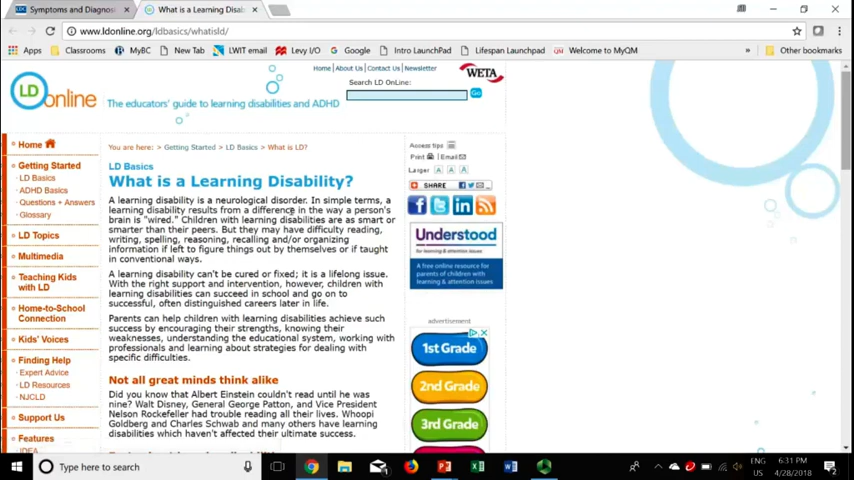 Symptoms and Diagnos
What is a Learning Disab
www.ldonline.org/ldbasics/whatisld/
Apps
Classrooms
MyBC
New Tab
LWIT email
Levy I/O
Google
Intro LaunchPad
Lifespan Launchpad
Welcome to MyQM
»
Other bookmarks
Home | About Us | Contact Us | Newsletter
WETA
LD online
The educators' guide to learning disabilities and ADHD
Search LD OnLine:
Go
Home
Getting Started
LD Basics
ADHD Basics
Questions + Answers
Glossary
LD Topics
Multimedia
Teaching Kids
with LD
Home-to-School
Connection
Kids' Voices
Finding Help
Expert Advice
LD Resources
NJCLD
Support Us
Features
You are here: > Getting Started > LD Basics > What is LD?
LD Basics
What is a Learning Disability?
A learning disability is a neurological disorder. In simple terms, a
learning disability results from a difference in the way a person's
brain is "wired." Children with learning disabilities are as smart or
smarter than their peers. But they may have difficulty reading,
writing, spelling, reasoning, recalling and/or organizing
information if left to figure things out by themselves or if taught
in conventional ways.
A learning disability can't be cured or fixed; it is a lifelong issue.
With the right support and intervention, however, children with
learning disabilities can succeed in school and go on to
successful, often distinguished careers later in life.
Parents can help children with learning disabilities achieve such
success by encouraging their strengths, knowing their
weaknesses, understanding the educational system, working with
professionals and learning about strategies for dealing with
specific difficulties.
Not all great minds think alike
Did you know that Albert Einstein couldn't read until he was
nine? Walt Disney, General George Patton, and Vice President
Nelson Rockefeller had trouble reading all their lives. Whoopi
Goldberg and Charles Schwab and many others have learning
disabilities which haven't affected their ultimate success.
Access tips
Print
Email
Larger A A A
SHARE
Understood
for learning & attention issues
A free online resource for
parents of children with
learning & attention issues
advertisement
1st Grade
2nd Grade
3rd Grade
Type here to search
ENG
US
6:31 PM
4/28/2018